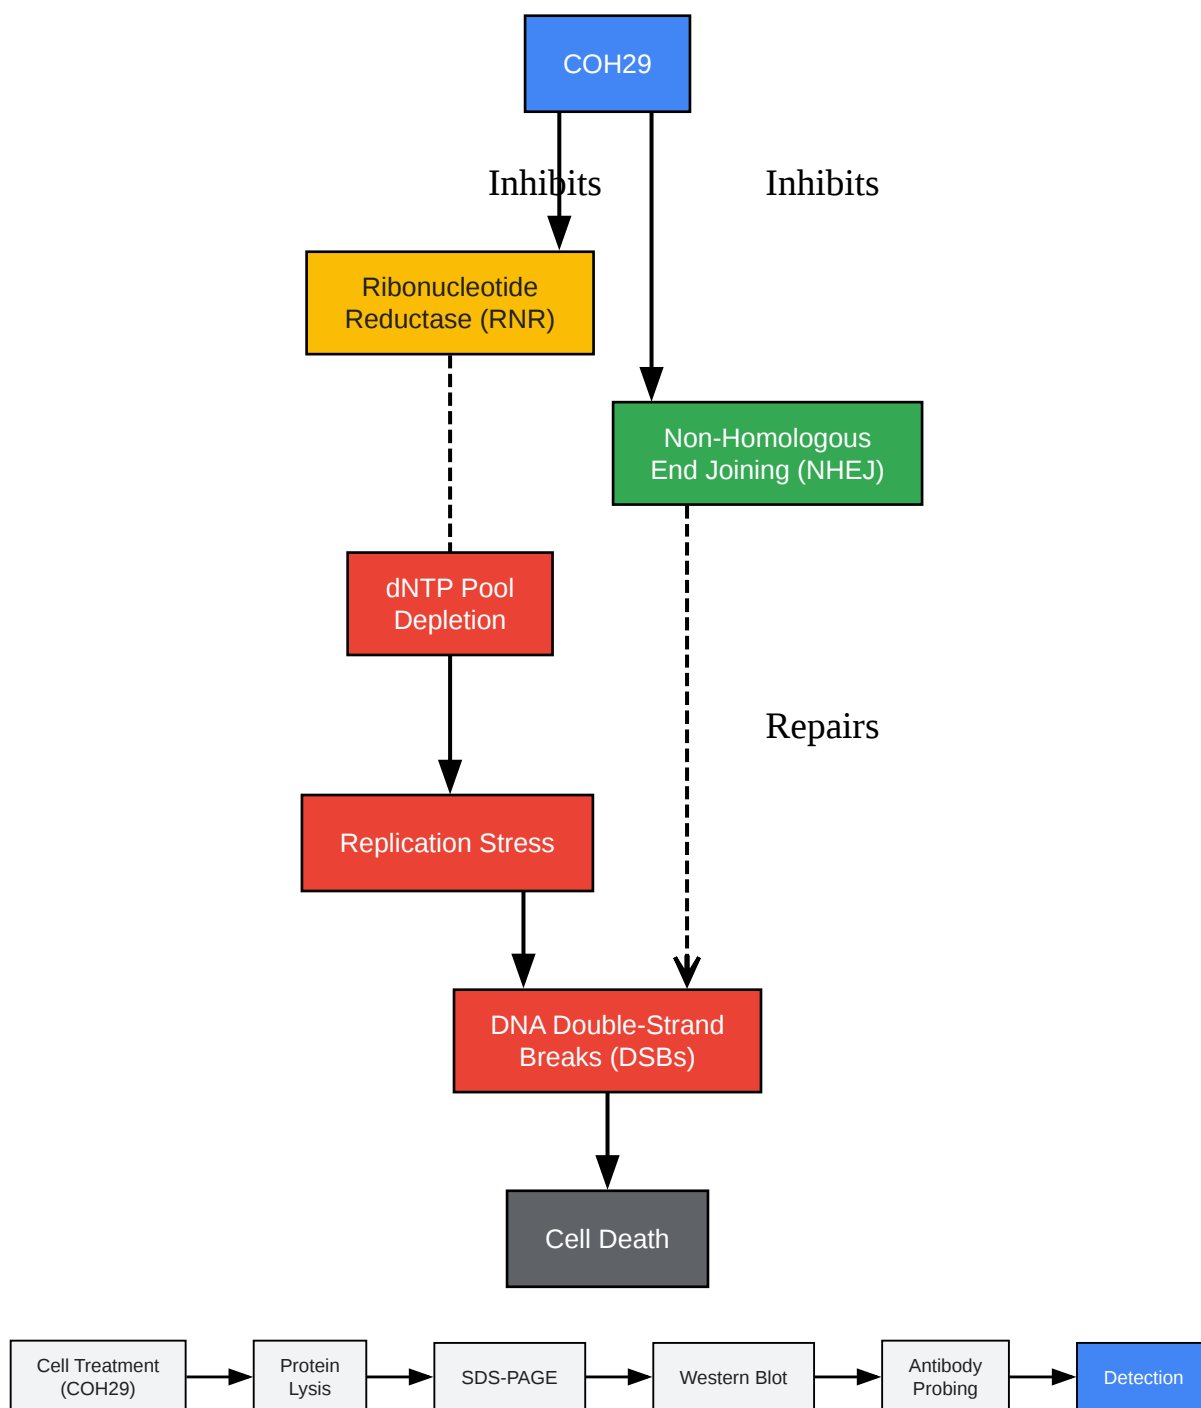 COH29
Inhibits
Inhibits
Ribonucleotide
Reductase (RNR)
Non-Homologous
End Joining (NHEJ)
dNTP Pool
Depletion
Repairs
Replication Stress
DNA Double-Strand
Breaks (DSBs)
Cell Death
Cell Treatment
(COH29)
Protein
Lysis
SDS-PAGE
Western Blot
Antibody
Probing
Detection